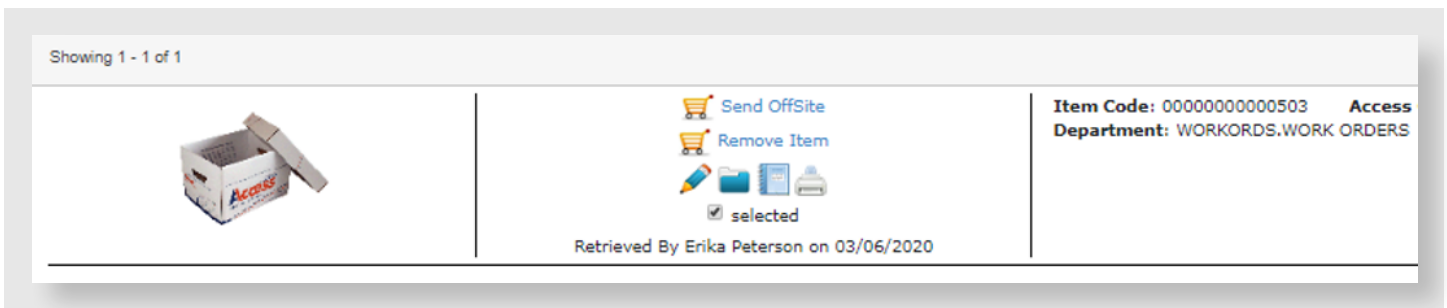 Showing 1 - 1 of 1
Access
Send OffSite
Remove Item
selected
Retrieved By Erika Peterson on 03/06/2020
Item Code: 00000000000503 Access
Department: WORKORDS.WORK ORDERS